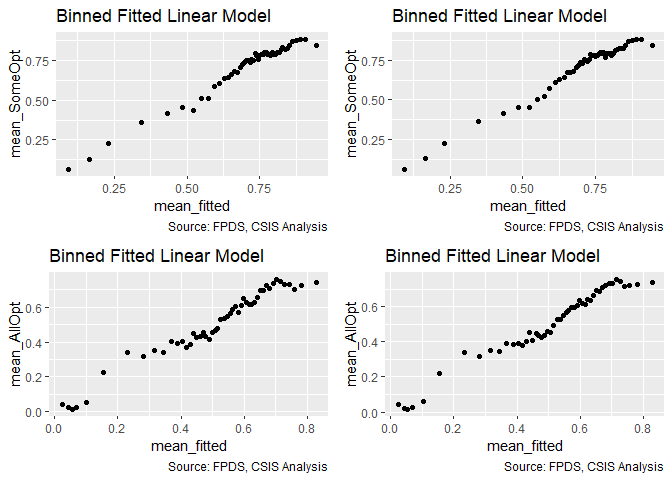 Binned Fitted Linear Model
mean_SomeOpt
0.75
0.50
0.25
0.25 0.50 0.75
mean_fitted
Source: FPDS, CSIS Analysis
Binned Fitted Linear Model
mean_SomeOpt
0.75
0.50
0.25
0.25 0.50 0.75
mean_fitted
Source: FPDS, CSIS Analysis
Binned Fitted Linear Model
mean_AllOpt
0.6
0.4
0.2
0.0
0.0 0.2 0.4 0.6 0.8
mean_fitted
Source: FPDS, CSIS Analysis
Binned Fitted Linear Model
mean_AllOpt
0.6
0.4
0.2
0.0
0.0 0.2 0.4 0.6 0.8
mean_fitted
Source: FPDS, CSIS Analysis